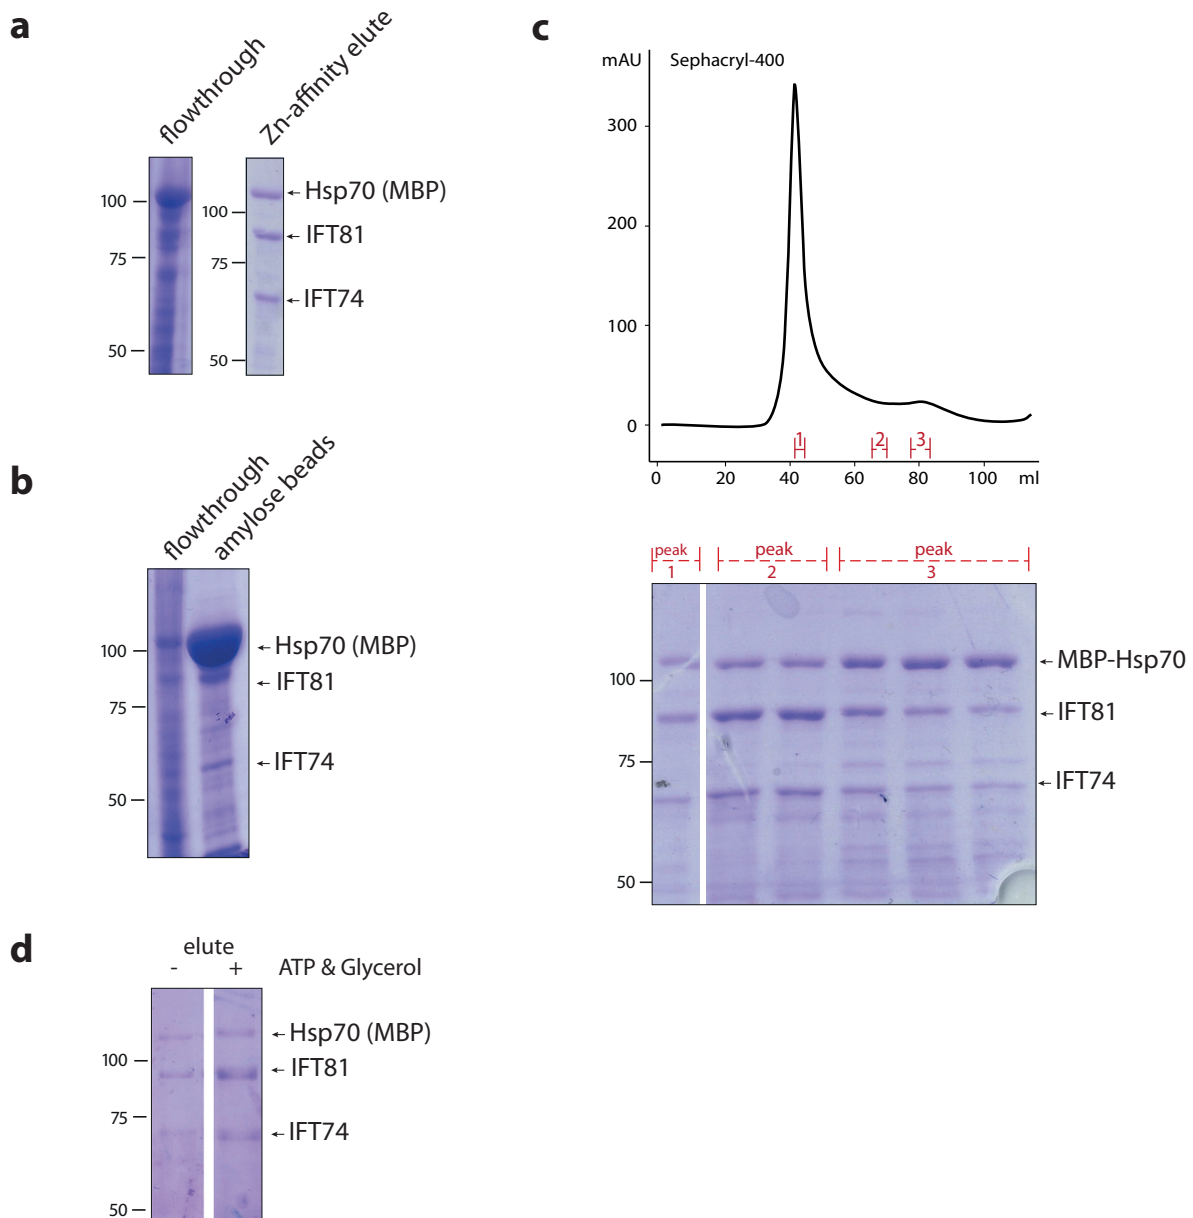 a
flowthrough
Zn-affinity elute
100
75
50
100
75
50
Hsp70 (MBP)
IFT81
IFT74
b
flowthrough
amylose beads
100
75
50
Hsp70 (MBP)
IFT81
IFT74
c
mAU
Sephacryl-400
300
200
100
0
1
2
3
0
20
40
60
80
100
ml
peak
1
peak
2
peak
3
100
75
50
MBP-Hsp70
IFT81
IFT74
d
elute
- + ATP & Glycerol
100
75
50
Hsp70 (MBP)
IFT81
IFT74